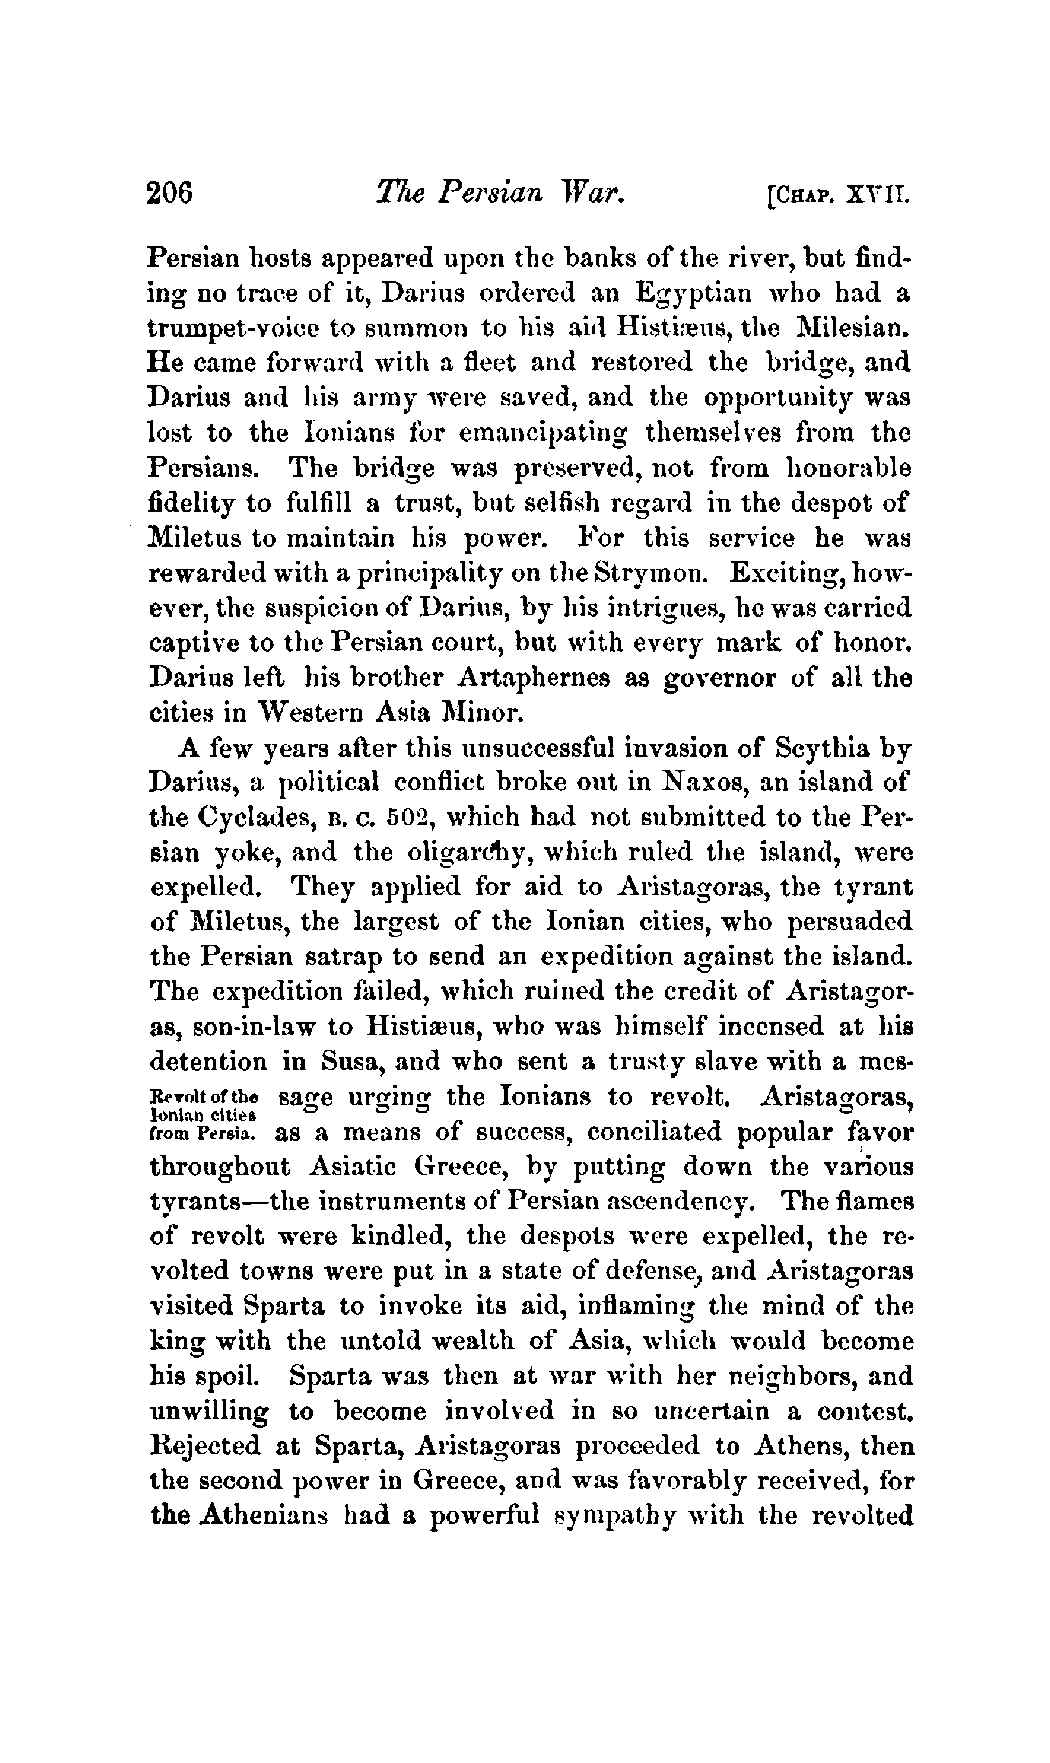 206 The Persian War. [CHAP. XVII.
Persian hosts appeared upon the banks of the river, but find-
ing no trace of it, Darius ordered an Egyptian who had a
trumpet-voice to summon to his aid Histiæus, the Milesian.
He came forward with a fleet and restored the bridge, and
Darius and his army were saved, and the opportunity was
lost to the Ionians for emancipating themselves from the
Persians. The bridge was preserved, not from honorable
fidelity to fulfill a trust, but selfish regard in the despot of
Miletus to maintain his power. For this service he was
rewarded with a principality on the Strymon. Exciting, how-
ever, the suspicion of Darius, by his intrigues, he was carried
captive to the Persian court, but with every mark of honor.
Darius left his brother Artaphernes as governor of all the
cities in Western Asia Minor.
A few years after this unsuccessful invasion of Scythia by
Darius, a political conflict broke out in Naxos, an island of
the Cyclades, B. C. 502, which had not submitted to the Per-
sian yoke, and the oligarchy, which ruled the island, were
expelled. They applied for aid to Aristagoras, the tyrant
of Miletus, the largest of the Ionian cities, who persuaded
the Persian satrap to send an expedition against the island.
The expedition failed, which ruined the credit of Aristagor-
as, son-in-law to Histiæus, who was himself incensed at his
detention in Susa, and who sent a trusty slave with a mes-
Revolt of the
Ionian cities
from Persia.
sage urging the Ionians to revolt. Aristagoras,
as a means of success, conciliated popular favor
throughout Asiatic Greece, by putting down the various
tyrants—the instruments of Persian ascendency. The flames
of revolt were kindled, the despots were expelled, the re-
volted towns were put in a state of defense, and Aristagoras
visited Sparta to invoke its aid, inflaming the mind of the
king with the untold wealth of Asia, which would become
his spoil. Sparta was then at war with her neighbors, and
unwilling to become involved in so uncertain a contest.
Rejected at Sparta, Aristagoras proceeded to Athens, then
the second power in Greece, and was favorably received, for
the Athenians had a powerful sympathy with the revolted